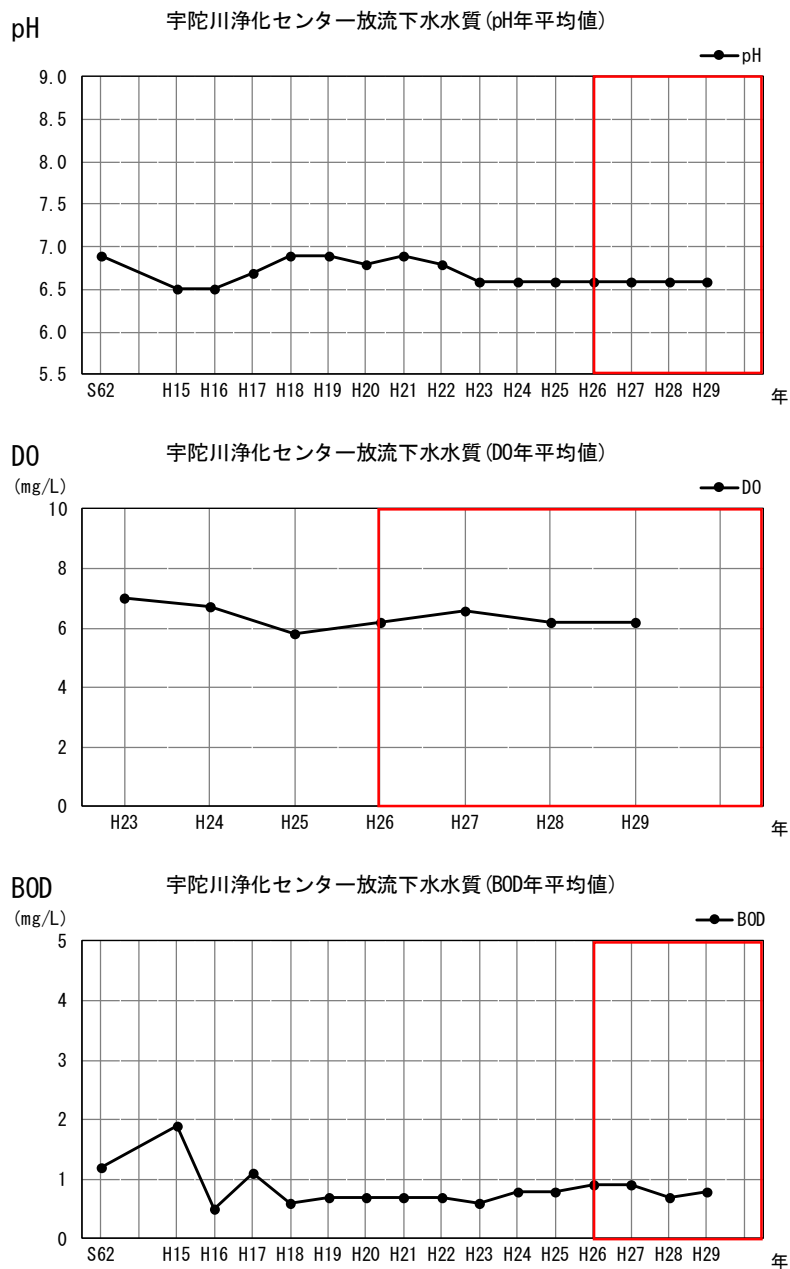 pH
宇陀川浄化センター放流下水水質(pH年平均値)
pH
9.0
8.5
8.0
7.5
7.0
6.5
6.0
5.5
S62 H15 H16 H17 H18 H19 H20 H21 H22 H23 H24 H25 H26 H27 H28 H29
年
DO
宇陀川浄化センター放流下水水質(DO年平均値)
(mg/L)
DO
10
8
6
4
2
0
H23 H24 H25 H26 H27 H28 H29
年
BOD
宇陀川浄化センター放流下水水質(BOD年平均値)
(mg/L)
BOD
5
4
3
2
1
0
S62 H15 H16 H17 H18 H19 H20 H21 H22 H23 H24 H25 H26 H27 H28 H29
年